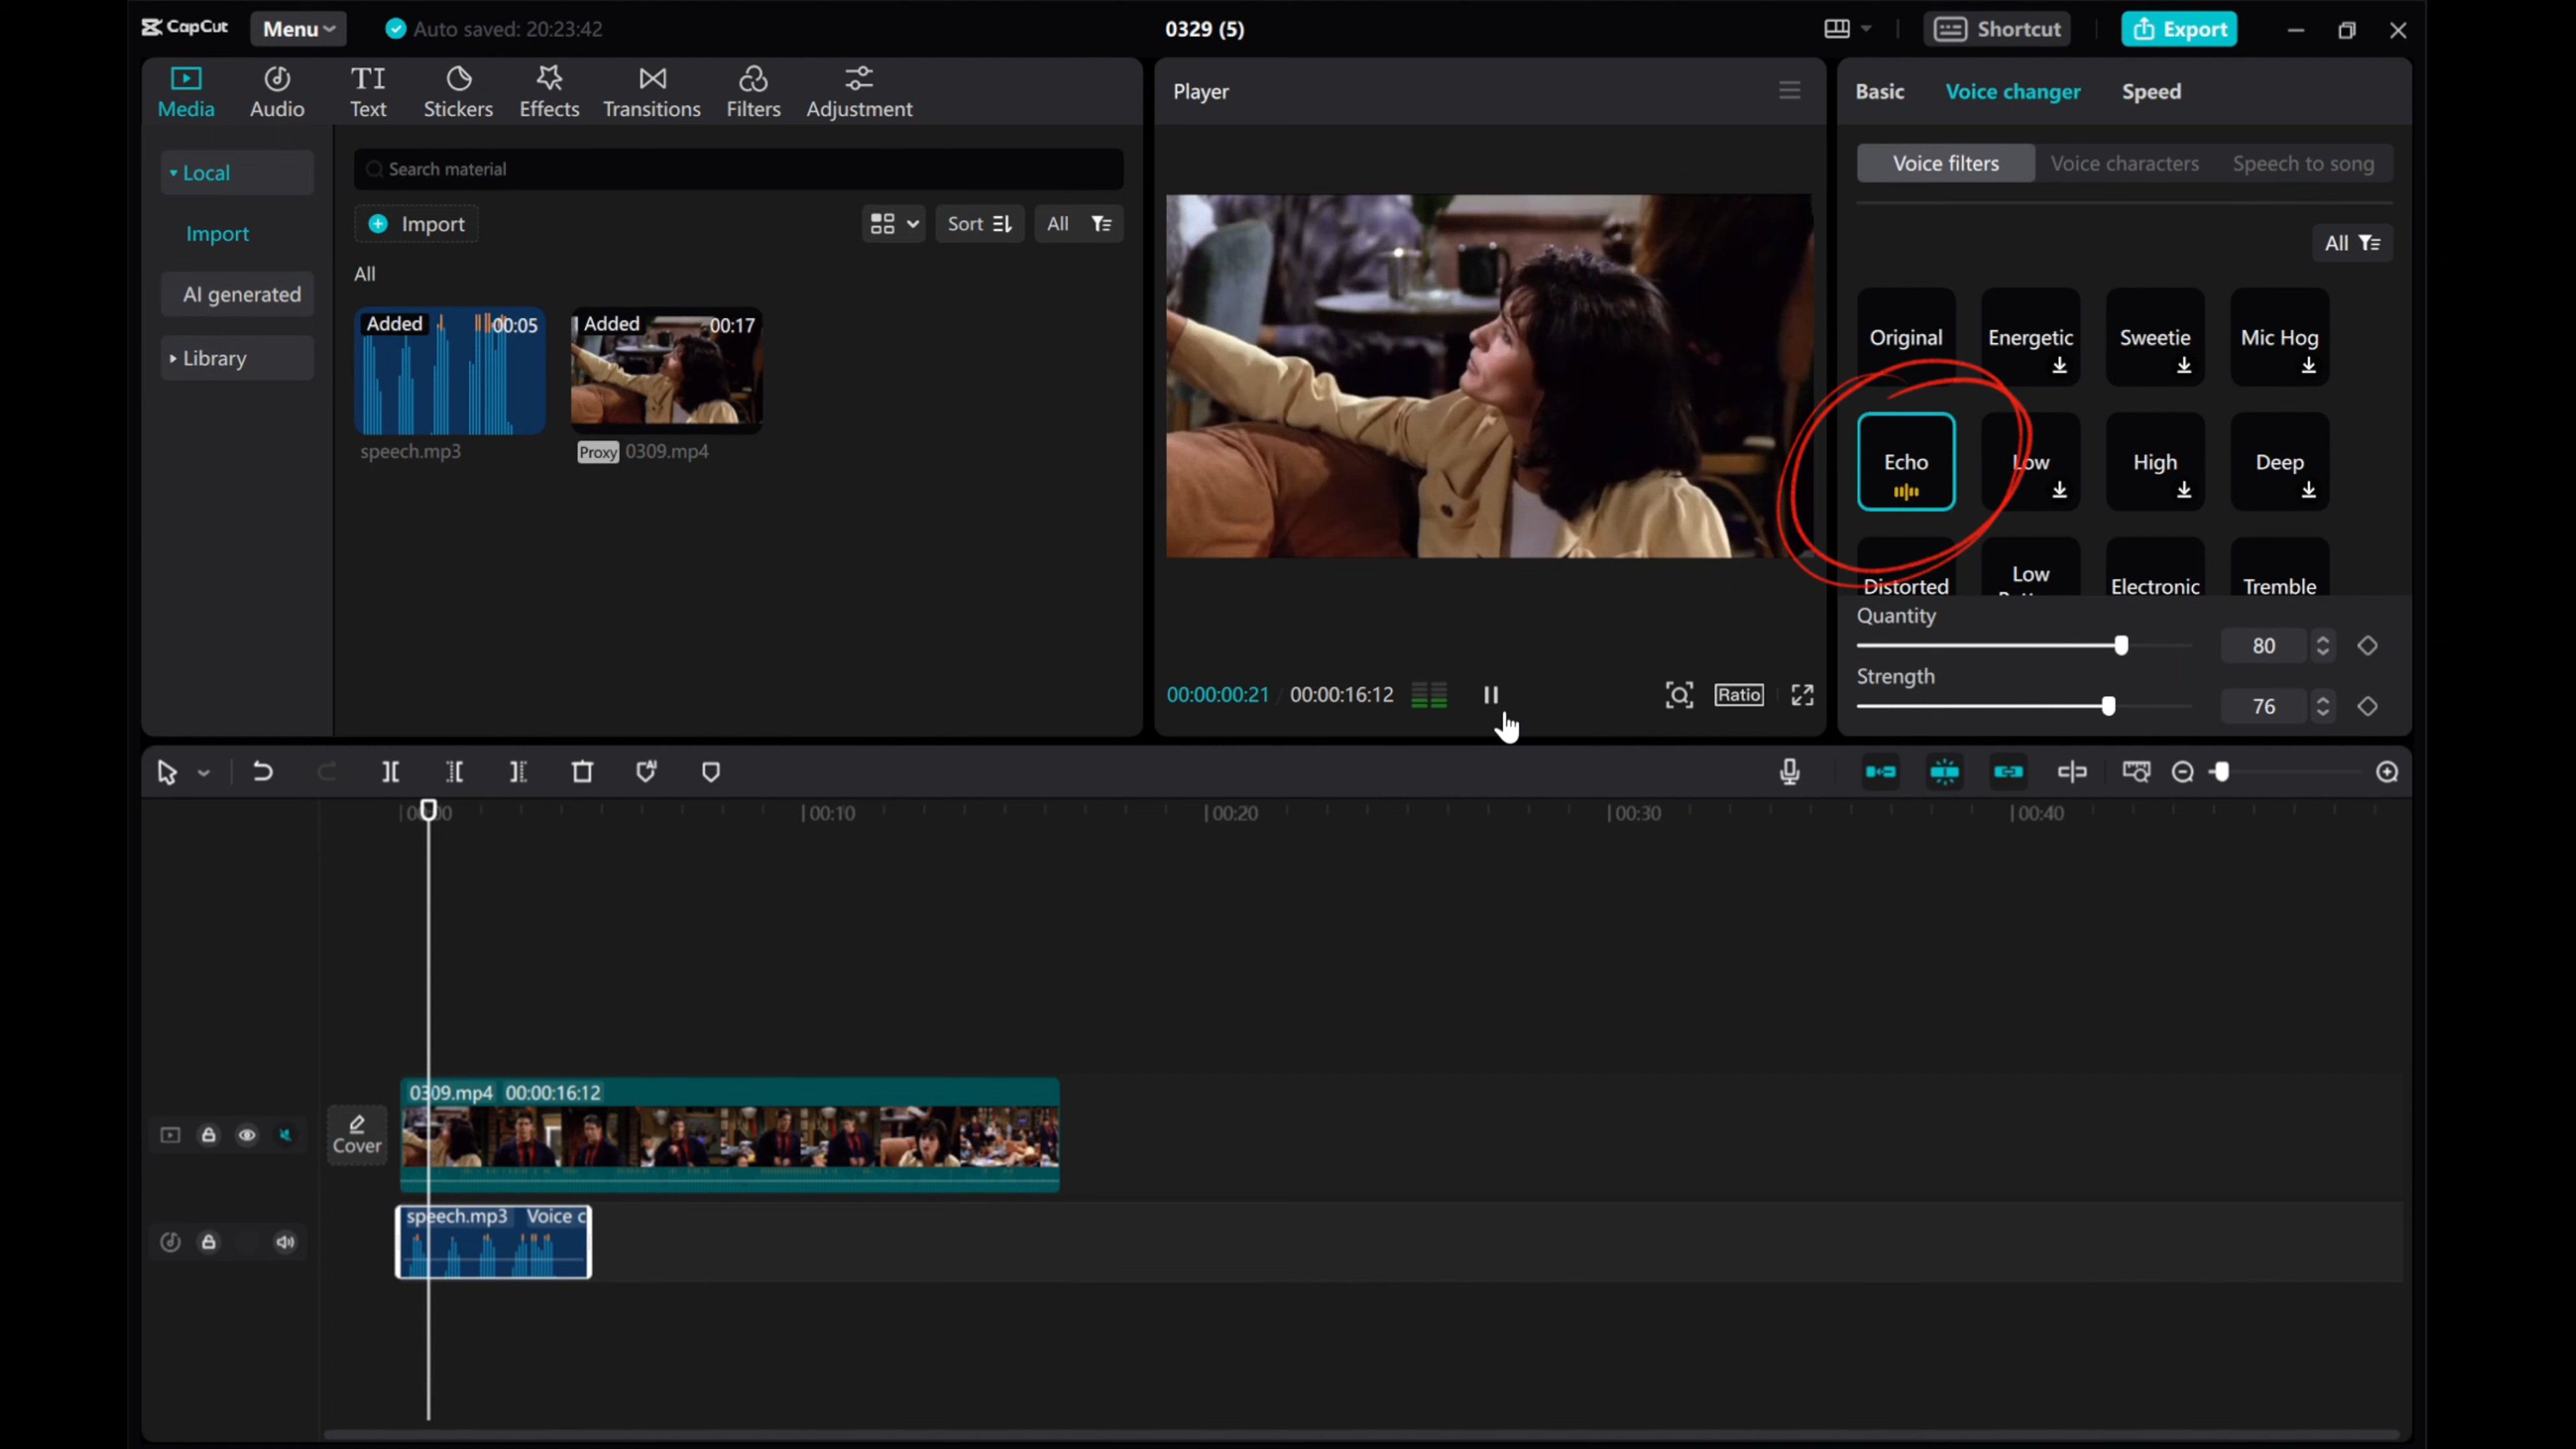 CapCut Menu Auto saved: 20:23:42 0329 (5) Shortcut Export
Media Audio Text Stickers Effects Transitions Filters Adjustment
Local
Import
AI generated
Library
Search material
Import Sort All
All
Added 00:05
speech.mp3
Added 00:17
Proxy 0309.mp4
Player
00:00:00:21 / 00:00:16:12 Ratio
Basic Voice changer Speed
Voice filters Voice characters Speech to song
All
Original Energetic Sweetie Mic Hog
Echo Low High Deep
Distorted Low Electronic Tremble
Quantity
80
Strength
76
00:10 00:20 00:30 00:40
Cover
0309.mp4 00:00:16:12
speech.mp3 Voice c